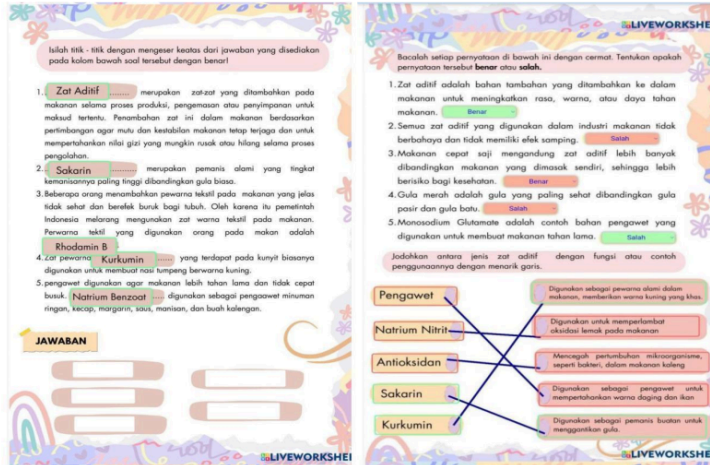 Isilah titik - titik dengan mengeser keatas dari jawaban yang disediakan
pada kolom bawah soal tersebut dengan benar!
1. Zat Aditif ......... merupakan zat-zat yang ditambahkan pada
makanan selama proses produksi, pengemasan atau penyimpanan untuk
maksud tertentu. Penambahan zat ini dalam makanan berdasarkan
pertimbangan agar mutu dan kestabilan makanan tetap terjaga dan untuk
mempertahankan nilai gizi yang mungkin rusak atau hilang selama proses
pengolahan.
2. Sakarin ......... merupakan pemanis alami yang tingkat
kemanisannya paling tinggi dibandingkan gula biasa.
3. Beberapa orang menambahkan pewarna tekstil pada makanan yang jelas
tidak sehat dan berefek buruk bagi tubuh. Oleh karena itu pemetintah
Indonesia melarang mengunakan zat warna tekstil pada makanan.
Perwarna tektil yang digunakan orang pada makan adalah
Rhodamin B
4. Zat pewarna Kurkumin ...... yang terdapat pada kunyit biasanya
digunakan untuk membuat nasi tumpeng berwarna kuning.
5. pengawet digunakan agar makanan lebih tahan lama dan tidak cepat
busuk. Natrium Benzoat .... digunakan sebagai pengaawet minuman
ringan, kecap, margarin, saus, manisan, dan buah kalengan.
JAWABAN
LIVEWORKSHE
LIVEWORKSHE
Bacalah setiap pernyataan di bawah ini dengan cermat. Tentukan apakah
pernyataan tersebut benar atau salah.
1. Zat aditif adalah bahan tambahan yang ditambahkan ke dalam
makanan untuk meningkatkan rasa, warna, atau daya tahan
makanan. Benar
2. Semua zat aditif yang digunakan dalam industri makanan tidak
berbahaya dan tidak memiliki efek samping. Salah
3. Makanan cepat saji mengandung zat aditif lebih banyak
dibandingkan makanan yang dimasak sendiri, sehingga lebih
berisiko bagi kesehatan. Benar
4. Gula merah adalah gula yang paling sehat dibandingkan gula
pasir dan gula batu. Salah
5. Monosodium Glutamate adalah contoh bahan pengawet yang
digunakan untuk membuat makanan tahan lama. Salah
Jodohkan antara jenis zat aditif dengan fungsi atau contoh
penggunaannya dengan menarik garis.
Pengawet
Natrium Nitrit
Antioksidan
Sakarin
Kurkumin
Digunakan sebagai pewarna alami dalam
makanan, memberikan warna kuning yang khas.
Digunakan untuk memperlambat
oksidasi lemak pada makanan
Mencegah pertumbuhan mikroorganisme,
seperti bakteri, dalam makanan kaleng
Digunakan sebagai pengawet untuk
mempertahankan warna daging dan ikan
Digunakan sebagai pemanis buatan untuk
menggantikan gula.
LIVEWORKSHE